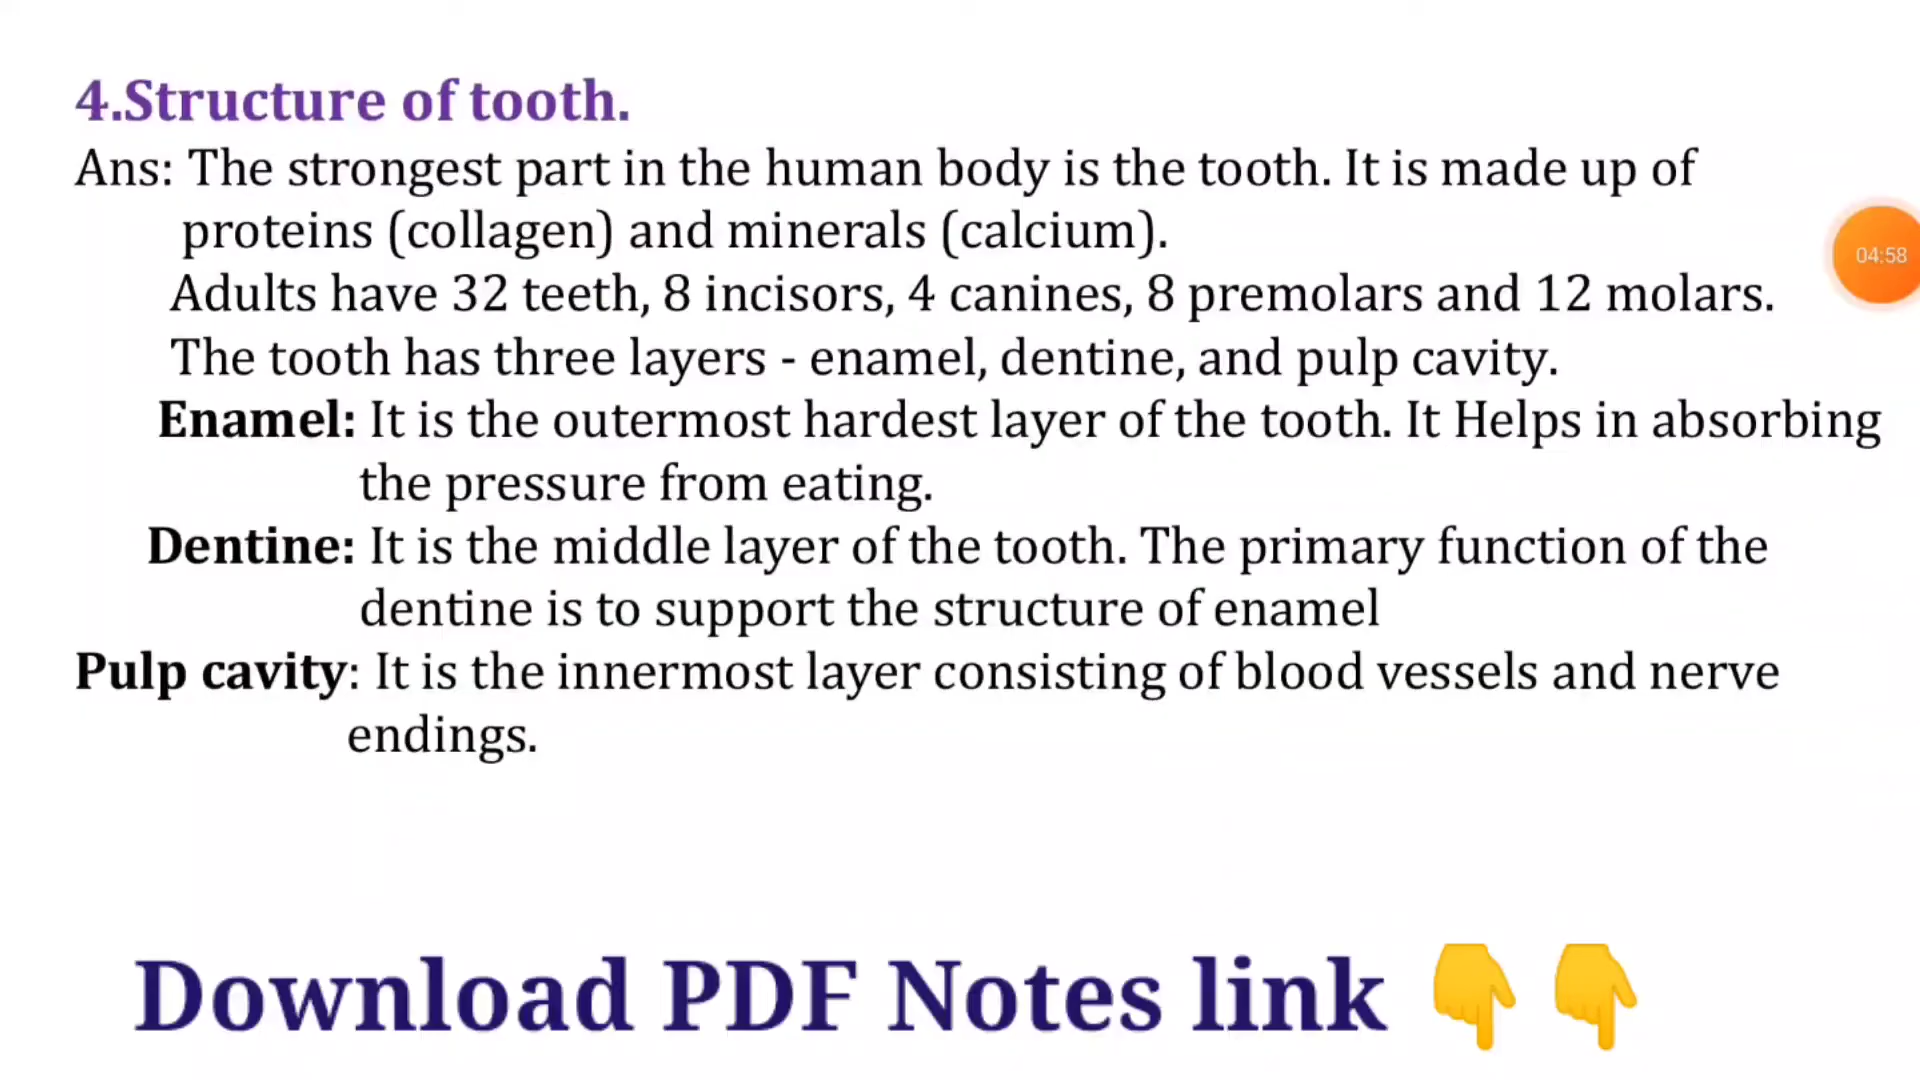 4.Structure of tooth.
Ans: The strongest part in the human body is the tooth. It is made up of
proteins (collagen) and minerals (calcium).
04:58
Adults have 32 teeth, 8 incisors, 4 canines, 8 premolars and 12 molars.
The tooth has three layers - enamel, dentine, and pulp cavity.
Enamel: It is the outermost hardest layer of the tooth. It Helps in absorbing
the pressure from eating.
Dentine: It is the middle layer of the tooth. The primary function of the
dentine is to support the structure of enamel
Pulp cavity: It is the innermost layer consisting of blood vessels and nerve
endings.
Download PDF Notes link 👇👇